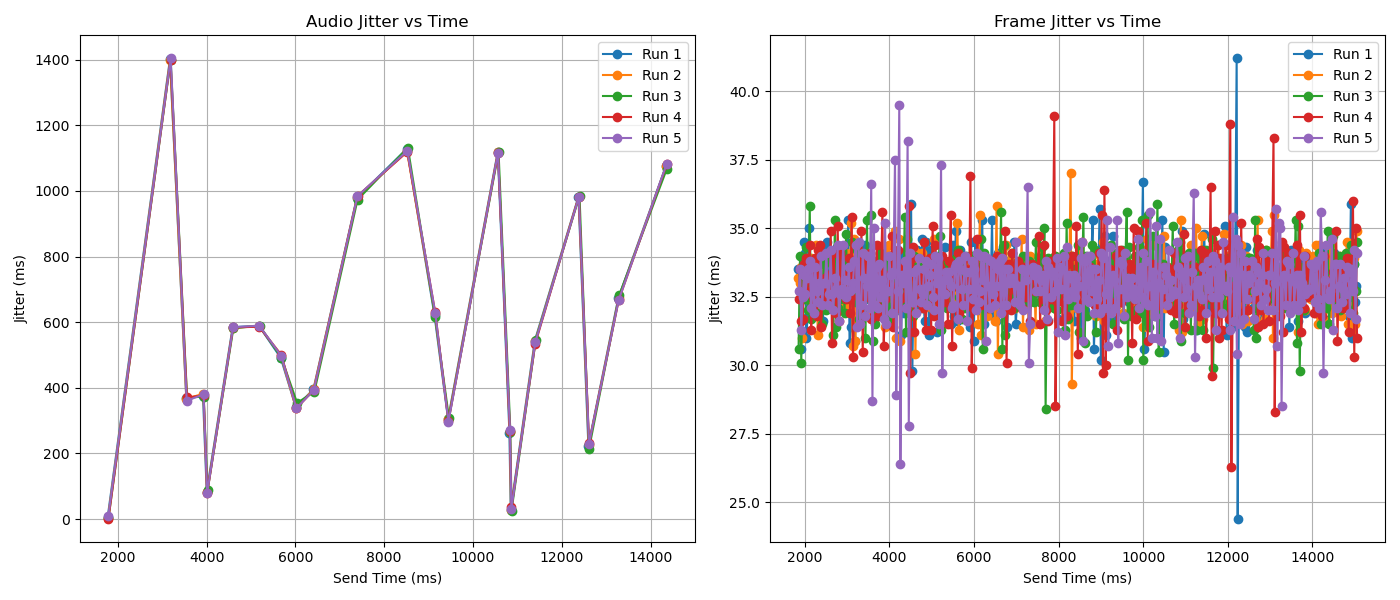 Audio Jitter vs Time
1400
1200
1000
800
600
400
200
0
Jitter (ms)
2000 4000 6000 8000 10000 12000 14000
Send Time (ms)
Run 1
Run 2
Run 3
Run 4
Run 5
Frame Jitter vs Time
40.0
37.5
35.0
32.5
30.0
27.5
25.0
Jitter (ms)
2000 4000 6000 8000 10000 12000 14000
Send Time (ms)
Run 1
Run 2
Run 3
Run 4
Run 5